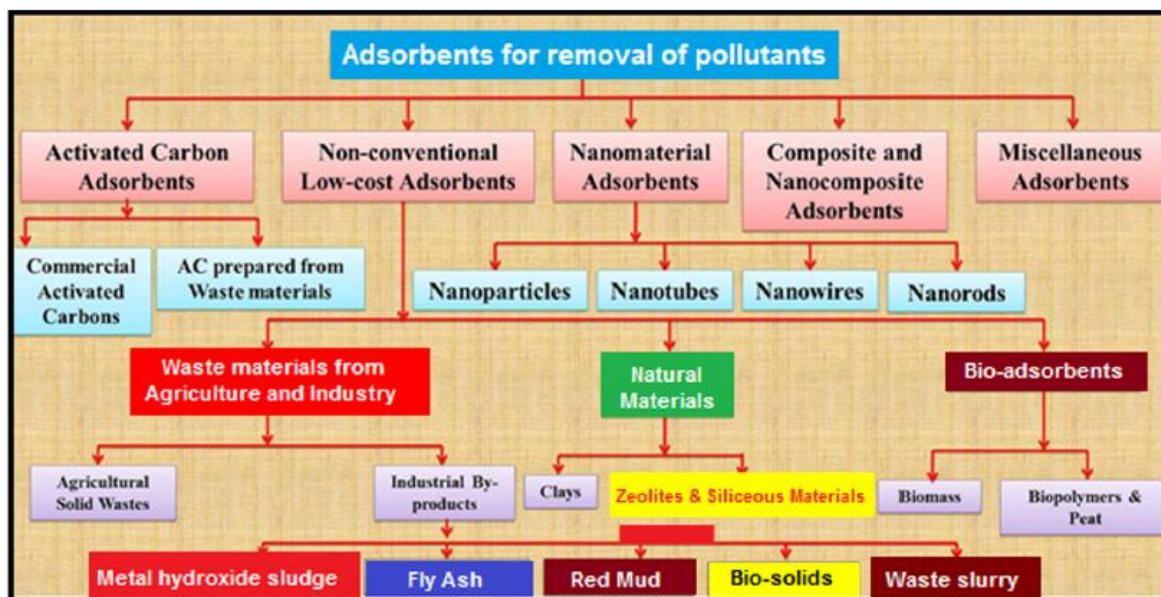 Adsorbents for removal of pollutants
Activated Carbon
Adsorbents
Non-conventional
Low-cost Adsorbents
Nanomaterial
Adsorbents
Composite and
Nanocomposite
Adsorbents
Miscellaneous
Adsorbents
Commercial
Activated
Carbons
AC prepared from
Waste materials
Nanoparticles
Nanotubes
Nanowires
Nanorods
Waste materials from
Agriculture and Industry
Natural
Materials
Bio-adsorbents
Agricultural
Solid Wastes
Industrial By-
products
Clays
Zeolites & Siliceous Materials
Biomass
Biopolymers &
Peat
Metal hydroxide sludge
Fly Ash
Red Mud
Bio-solids
Waste slurry